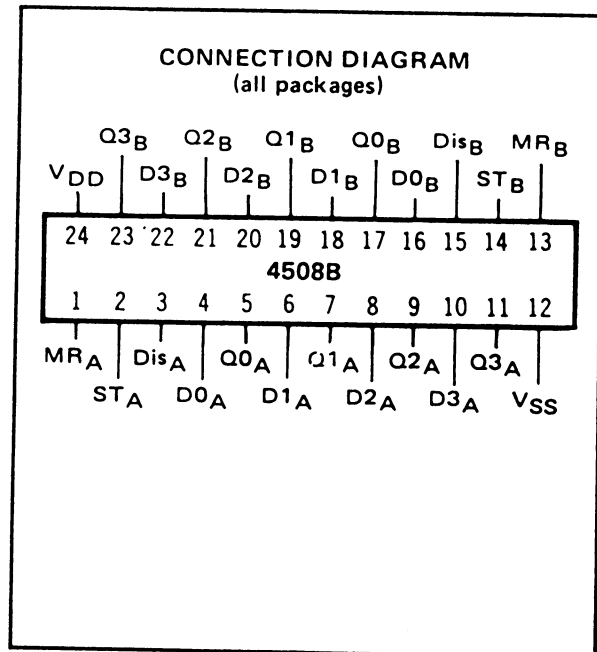 CONNECTION DIAGRAM
(all packages)
Q3B Q2B Q1B Q0B DisB MRB
VDD D3B D2B D1B D0B STB
24 23 22 21 20 19 18 17 16 15 14 13
4508B
1 2 3 4 5 6 7 8 9 10 11 12
MRA DisA Q0A Q1A Q2A Q3A
STA D0A D1A D2A D3A VSS